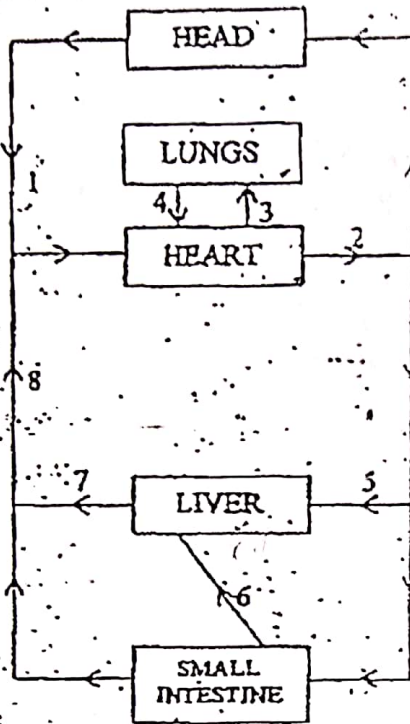 HEAD
LUNGS
1
4 3
HEART
2
8
7
LIVER
5
6
SMALL
INTESTINE